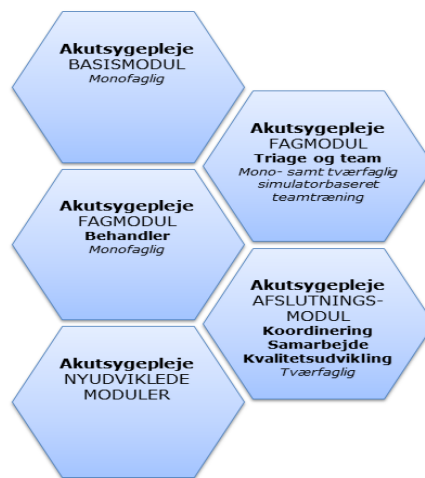 Akutsygepleje
BASISMODUL
Monofaglig
Akutsygepleje
FAGMODUL
Triage og team
Mono- samt tværfaglig
simulatorbaseret
teamtræning
Akutsygepleje
FAGMODUL
Behandler
Monofaglig
Akutsygepleje
AFSLUTNINGS-
MODUL
Koordinering
Samarbejde
Kvalitetsudvikling
Tværfaglig
Akutsygepleje
NYUDVIKLEDE
MODULER